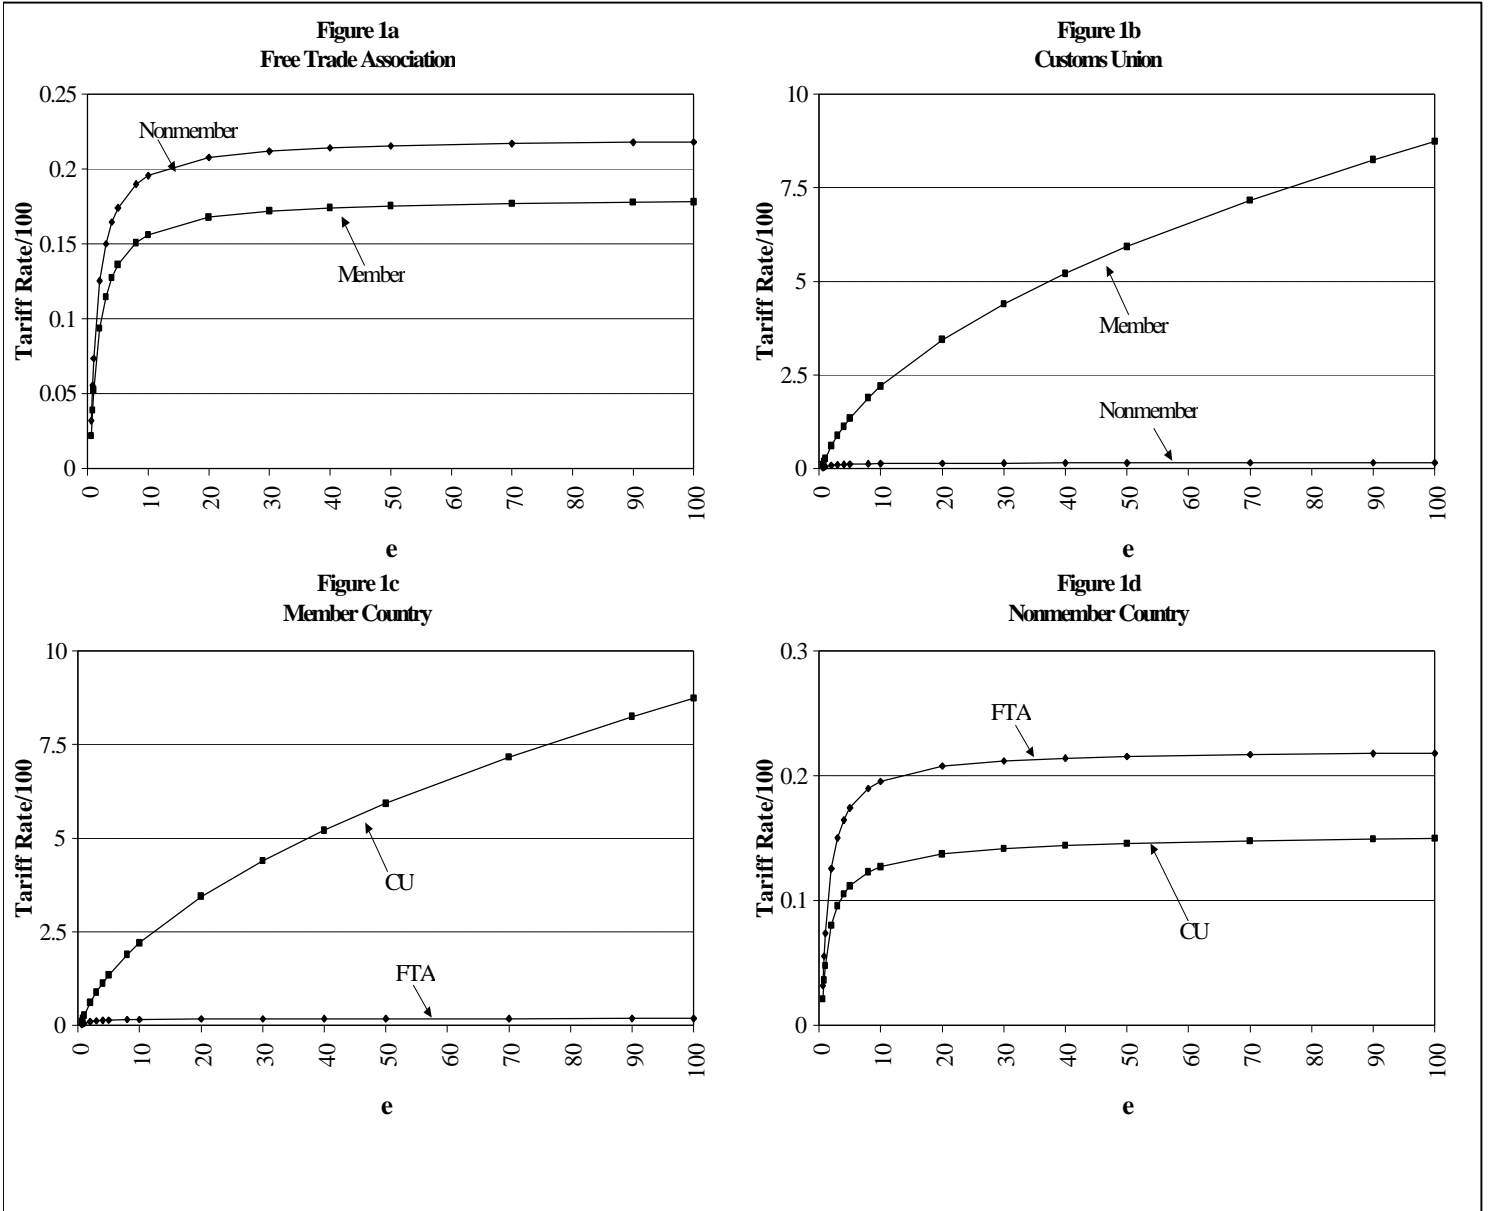 Figure 1a
Free Trade Association
0.25
0.2
0.15
0.1
0.05
0
Tariff Rate/100
Nonmember
Member
0 10 20 30 40 50 60 70 80 90 100
e
Figure 1b
Customs Union
10
7.5
5
2.5
0
Tariff Rate/100
Member
Nonmember
0 10 20 30 40 50 60 70 80 90 100
e
Figure 1c
Member Country
10
7.5
5
2.5
0
Tariff Rate/100
CU
FTA
0 10 20 30 40 50 60 70 80 90 100
e
Figure 1d
Nonmember Country
0.3
0.2
0.1
0
Tariff Rate/100
FTA
CU
0 10 20 30 40 50 60 70 80 90 100
e